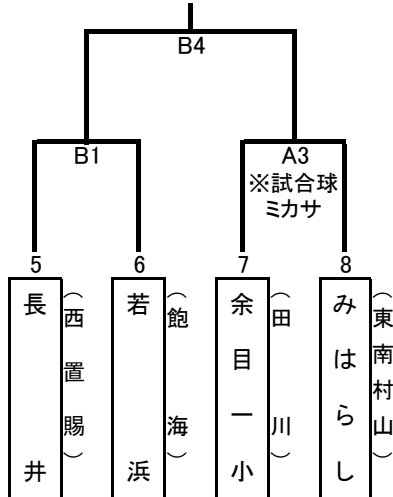 B4
B1
A3
※試合球
ミカサ
5
6
7
8
長井
（西置賜）
若浜
（飽海）
余目一小
（田川）
みはらし
（東南村山）